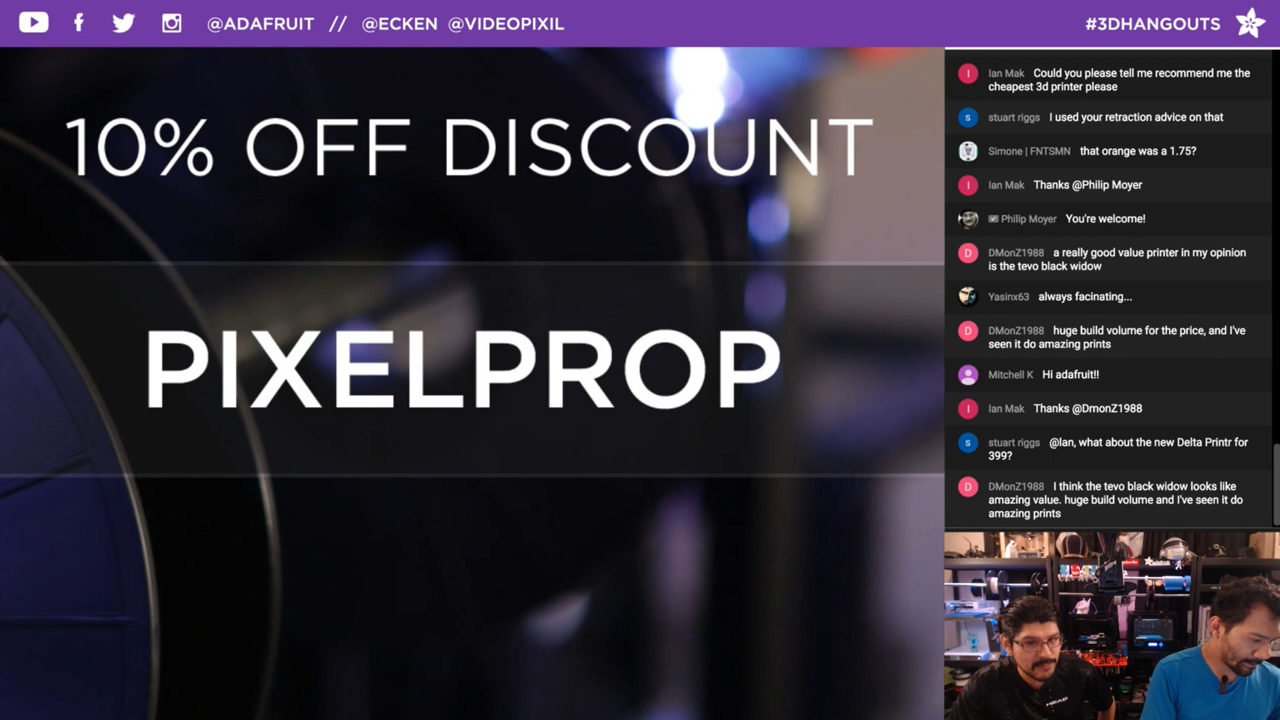 @ADAFRUIT // @ECKEN @VIDEOPIXIL
#3DHANGOUTS
10% OFF DISCOUNT
PIXELPROP
Ian Mak Could you please tell me recommend me the
cheapest 3d printer please
stuart riggs I used your retraction advice on that
Simone | FNTSMN that orange was a 1.75?
Ian Mak Thanks @Philip Moyer
Philip Moyer You're welcome!
DMonZ1988 a really good value printer in my opinion
is the tevo black widow
Yasinx63 always facinating...
DMonZ1988 huge build volume for the price, and I've
seen it do amazing prints
Mitchell K Hi adafruit!!
Ian Mak Thanks @DmonZ1988
stuart riggs @Ian, what about the new Delta Printr for
399?
DMonZ1988 I think the tevo black widow looks like
amazing value. huge build volume and I've seen it do
amazing prints
HEAD